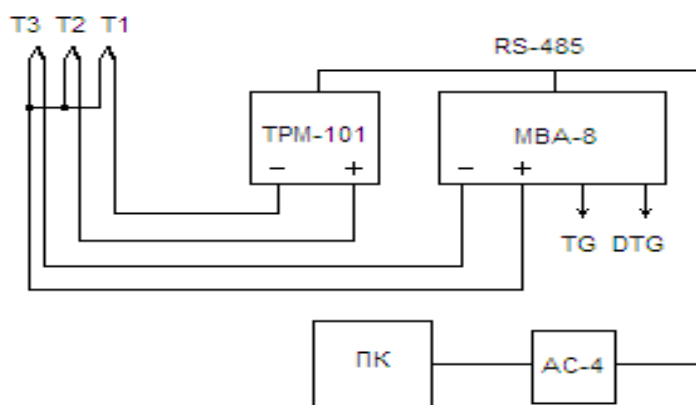 T3 T2 T1
RS-485
ТРМ-101
МВА-8
− +
− +
TG DTG
ПК
АС-4